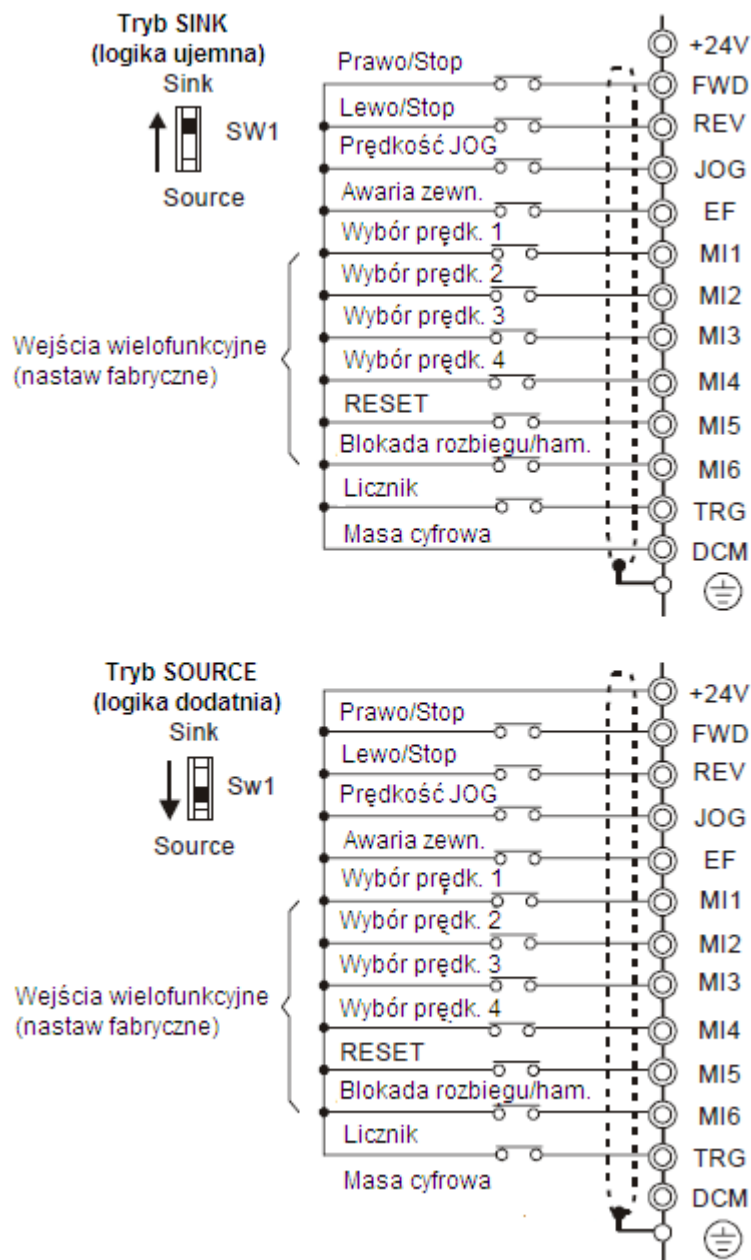 Tryb SINK
(logika ujemna)
Sink
SW1
Source
+24V
Prawo/Stop
FWD
Lewo/Stop
REV
Prędkość JOG
JOG
Awaria zewn.
EF
Wybór prędk. 1
MI1
Wybór prędk. 2
MI2
Wybór prędk. 3
MI3
Wejścia wielofunkcyjne
(nastaw fabryczne)
Wybór prędk. 4
MI4
RESET
MI5
Blokada rozbiegu/ham.
MI6
Licznik
TRG
Masa cyfrowa
DCM
Tryb SOURCE
(logika dodatnia)
Sink
Sw1
Source
+24V
Prawo/Stop
FWD
Lewo/Stop
REV
Prędkość JOG
JOG
Awaria zewn.
EF
Wybór prędk. 1
MI1
Wybór prędk. 2
MI2
Wybór prędk. 3
MI3
Wejścia wielofunkcyjne
(nastaw fabryczne)
Wybór prędk. 4
MI4
RESET
MI5
Blokada rozbiegu/ham.
MI6
Licznik
TRG
Masa cyfrowa
DCM